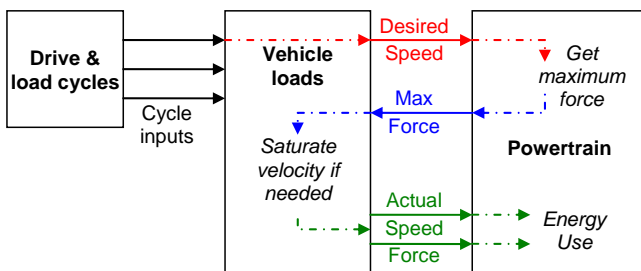 Drive &
load cycles
Cycle
inputs
Vehicle
loads
Desired
Speed
Get
maximum
force
Max
Force
Saturate
velocity if
needed
Powertrain
Actual
Speed
Force
Energy
Use